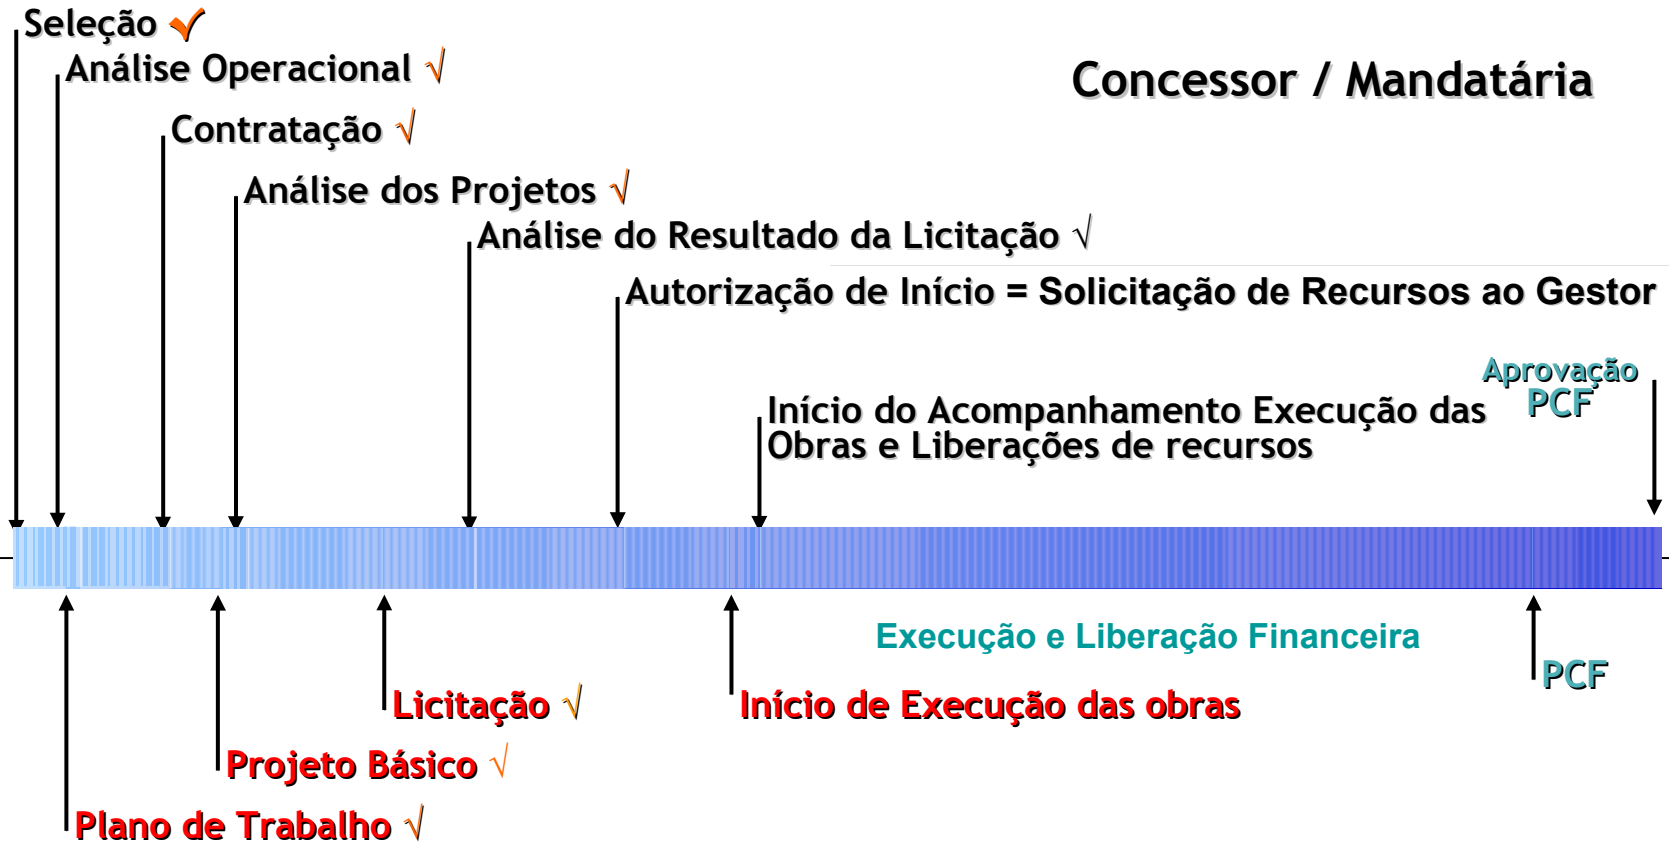 Seleção ✓
Análise Operacional √
Concessor / Mandatária
Contratação √
Análise dos Projetos √
Análise do Resultado da Licitação √
Autorização de Início = Solicitação de Recursos ao Gestor
Aprovação
PCF
Início do Acompanhamento Execução das
Obras e Liberações de recursos
Execução e Liberação Financeira
PCF
Licitação √
Início de Execução das obras
Projeto Básico √
Plano de Trabalho √